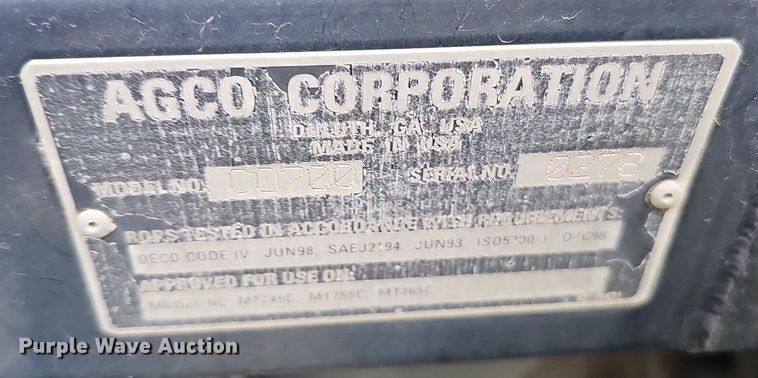 AGCO CORPORATION
DULUTH, GA, USA
MADE IN USA
MODEL NO. CD700 SERIAL NO. 0278
ROPS TESTED IN ACCORDANCE WITH REQUIREMENTS:
OECD CODE IV JUN98, SAEJ2194 JUN93, ISO5700-1 DEC98
APPROVED FOR USE ON:
MODEL NO MT745C, MT755C, MT765C
Purple Wave Auction